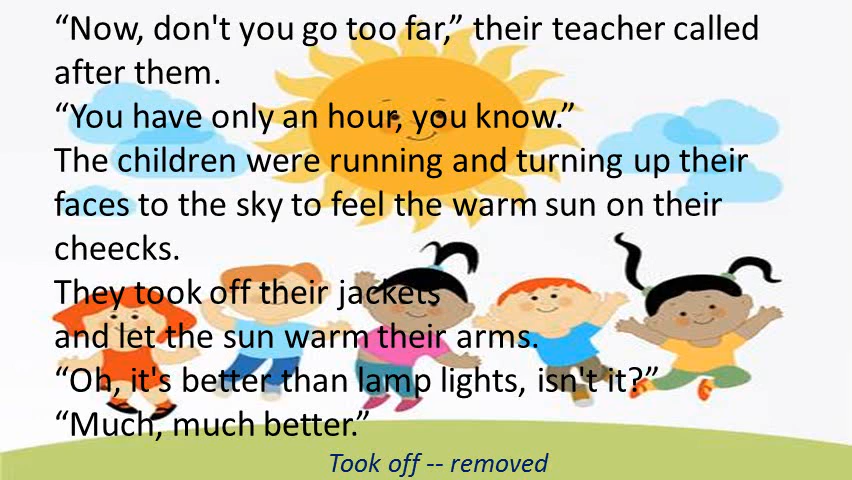 “Now, don't you go too far,” their teacher called
after them.
“You have only an hour, you know.”
The children were running and turning up their
faces to the sky to feel the warm sun on their
cheecks.
They took off their jackets
and let the sun warm their arms.
“Oh, it's better than lamp lights, isn't it?”
“Much, much better.”
Took off -- removed